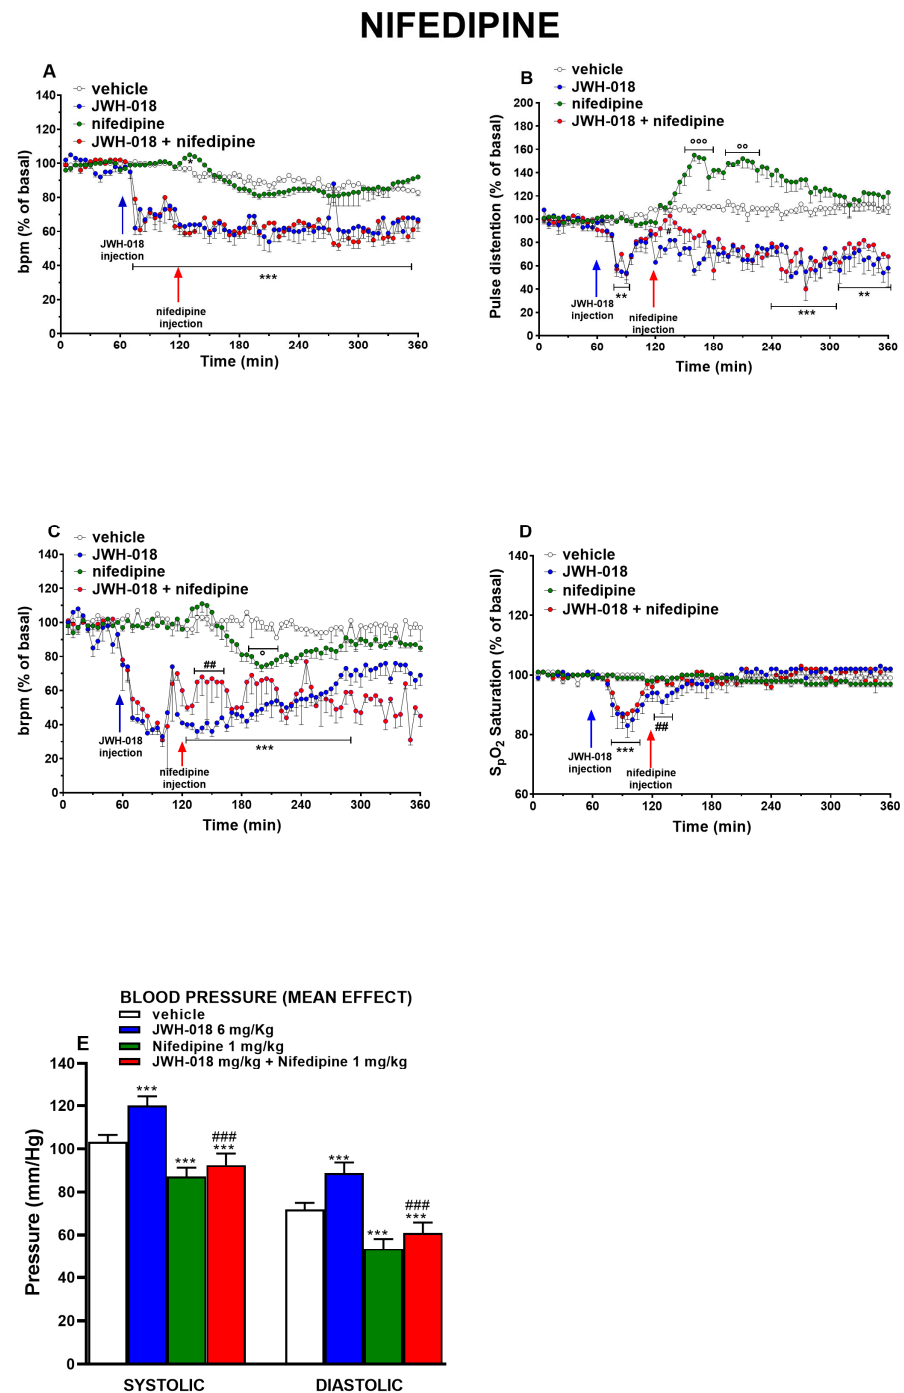 NIFEDIPINE
A
vehicle
JWH-018
nifedipine
JWH-018 + nifedipine
140
120
100
80
60
40
20
0
bpm (% of basal)
*
JWH-018
injection
***
nifedipine
injection
0 60 120 180 240 300 360
Time (min)
B
vehicle
JWH-018
nifedipine
JWH-018 + nifedipine
200
180
160
140
120
100
80
60
40
20
0
Pulse distention (% of basal)
°°° °°
JWH-018
injection
**
nifedipine
injection
***
**
0 60 120 180 240 300 360
Time (min)
C
vehicle
JWH-018
nifedipine
JWH-018 + nifedipine
140
120
100
80
60
40
20
0
brpm (% of basal)
##
°
JWH-018
injection
***
nifedipine
injection
0 60 120 180 240 300 360
Time (min)
D
vehicle
JWH-018
nifedipine
JWH-018 + nifedipine
140
120
100
80
60
SpO2 Saturation (% of basal)
JWH-018
injection
***
##
nifedipine
injection
0 60 120 180 240 300 360
Time (min)
BLOOD PRESSURE (MEAN EFFECT)
vehicle
JWH-018 6 mg/Kg
Nifedipine 1 mg/kg
JWH-018 mg/kg + Nifedipine 1 mg/kg
E
140
120
100
80
60
40
20
0
Pressure (mm/Hg)
***
***
###
***
***
***
###
***
SYSTOLIC DIASTOLIC